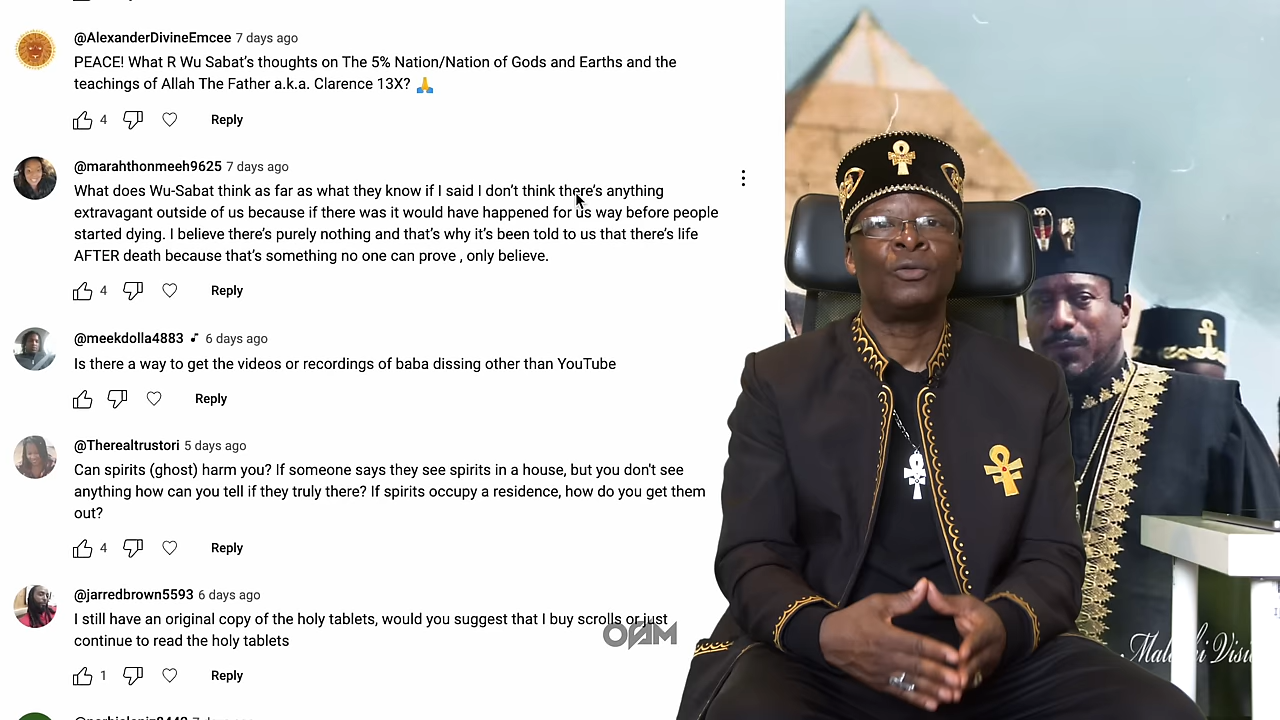 @AlexanderDivineEmcee 7 days ago
PEACE! What R Wu Sabat's thoughts on The 5% Nation/Nation of Gods and Earths and the
teachings of Allah The Father a.k.a. Clarence 13X? 🙏
4 Reply
@marahthonmeeh9625 7 days ago
What does Wu-Sabat think as far as what they know if I said I don't think there's anything
extravagant outside of us because if there was it would have happened for us way before people
started dying. I believe there's purely nothing and that's why it's been told to us that there's life
AFTER death because that's something no one can prove , only believe.
4 Reply
@meekdolla4883 6 days ago
Is there a way to get the videos or recordings of baba dissing other than YouTube
Reply
@Therealtrustori 5 days ago
Can spirits (ghost) harm you? If someone says they see spirits in a house, but you don't see
anything how can you tell if they truly there? If spirits occupy a residence, how do you get them
out?
4 Reply
@jarredbrown5593 6 days ago
I still have an original copy of the holy tablets, would you suggest that I buy scrolls or just
continue to read the holy tablets
1 Reply